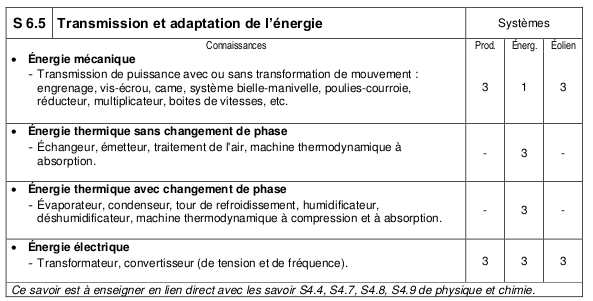 S 6.5 Transmission et adaptation de l'énergie Systèmes
Connaissances Prod. Énerg. Éolien
• Énergie mécanique
- Transmission de puissance avec ou sans transformation de mouvement :
engrenage, vis-écrou, came, système bielle-manivelle, poulies-courroie, 3 1 3
réducteur, multiplicateur, boites de vitesses, etc.
• Énergie thermique sans changement de phase
- Échangeur, émetteur, traitement de l'air, machine thermodynamique à - 3 -
absorption.
• Énergie thermique avec changement de phase
- Évaporateur, condenseur, tour de refroidissement, humidificateur, - 3 -
déshumidificateur, machine thermodynamique à compression et à absorption.
• Énergie électrique
- Transformateur, convertisseur (de tension et de fréquence). 3 3 3
Ce savoir est à enseigner en lien direct avec les savoir S4.4, S4.7, S4.8, S4.9 de physique et chimie.